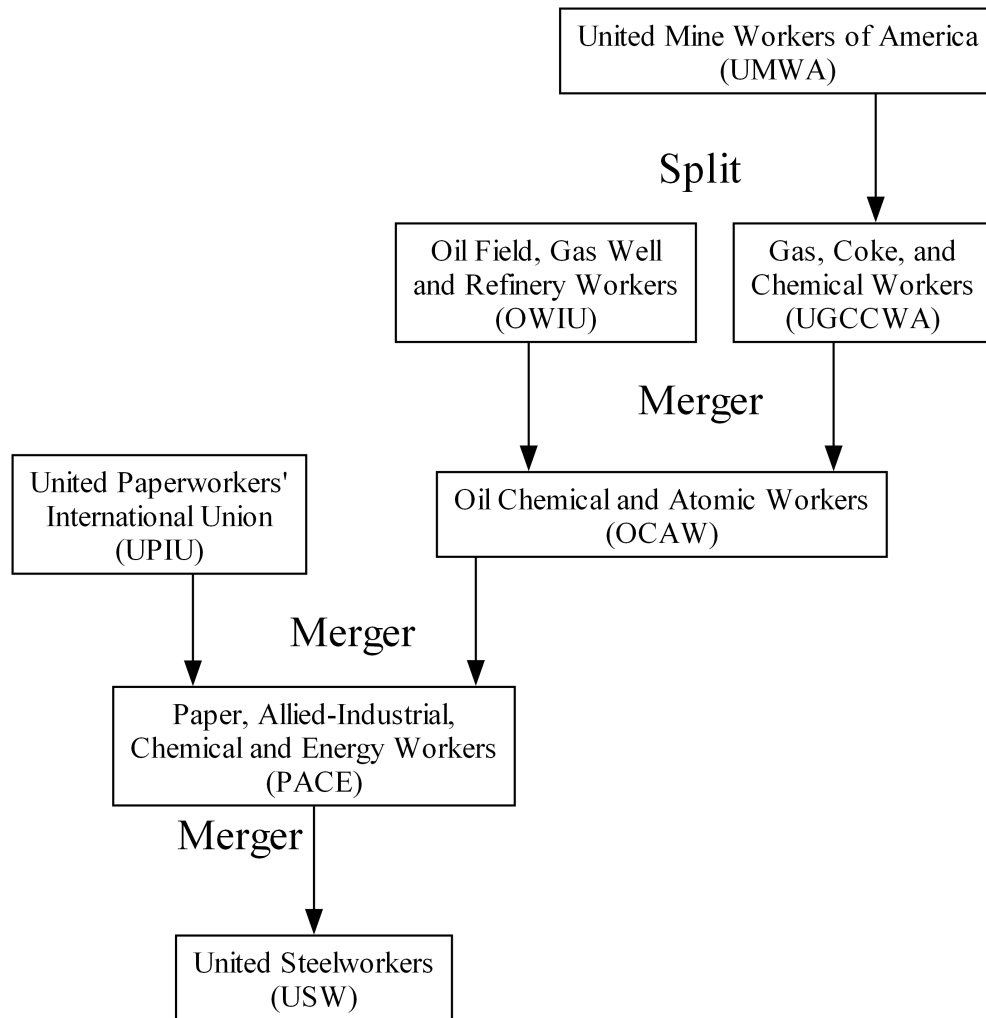 United Mine Workers of America
(UMWA)
Split
Oil Field, Gas Well
and Refinery Workers
(OWIU)
Gas, Coke, and
Chemical Workers
(UGCCWA)
Merger
United Paperworkers'
International Union
(UPIU)
Oil Chemical and Atomic Workers
(OCAW)
Merger
Paper, Allied-Industrial,
Chemical and Energy Workers
(PACE)
Merger
United Steelworkers
(USW)